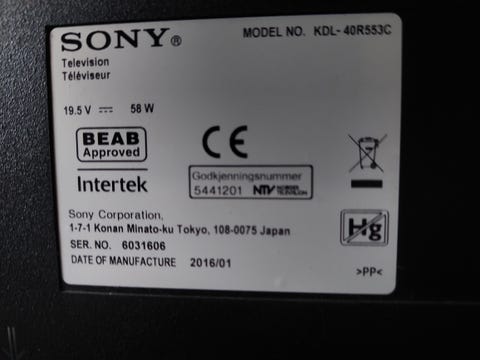 SONY® MODEL NO. KDL-40R553C
Television
Téléviseur
19.5 V ⎓ 58 W
BEAB
Approved
CE
Intertek
Godkjenningsnummer
5441201 NTV NORGES TELEVISJON
Sony Corporation,
1-7-1 Konan Minato-ku Tokyo, 108-0075 Japan
SER. NO. 6031606
Hg
DATE OF MANUFACTURE 2016/01
>PP<